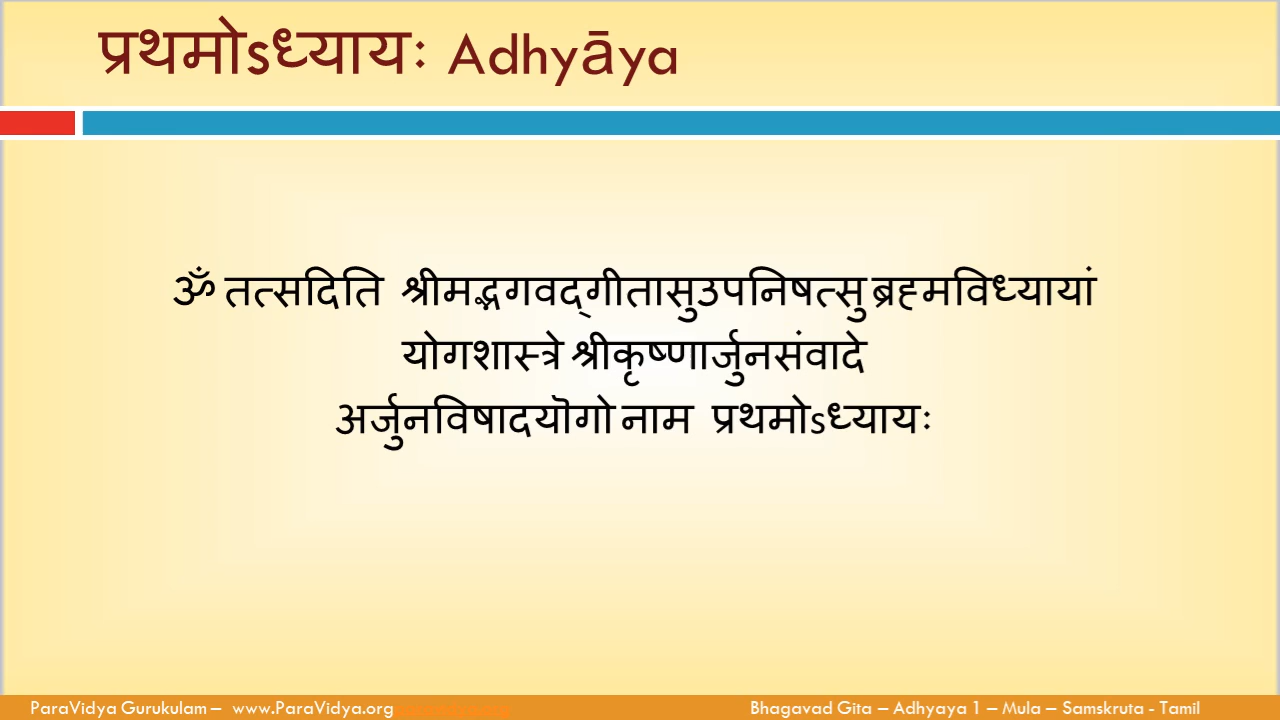 प्रथमोऽध्यायः Adhyāya
ॐ तत्सदिति श्रीमद्भगवद्गीतासुउपनिषत्सु ब्रह्मविध्यायां
योगशास्त्रे श्रीकृष्णार्जुनसंवादे
अर्जुनविषादयॊगो नाम प्रथमोऽध्यायः
ParaVidya Gurukulam – www.ParaVidya.org
Bhagavad Gita – Adhyaya 1 – Mula – Samskruta - Tamil